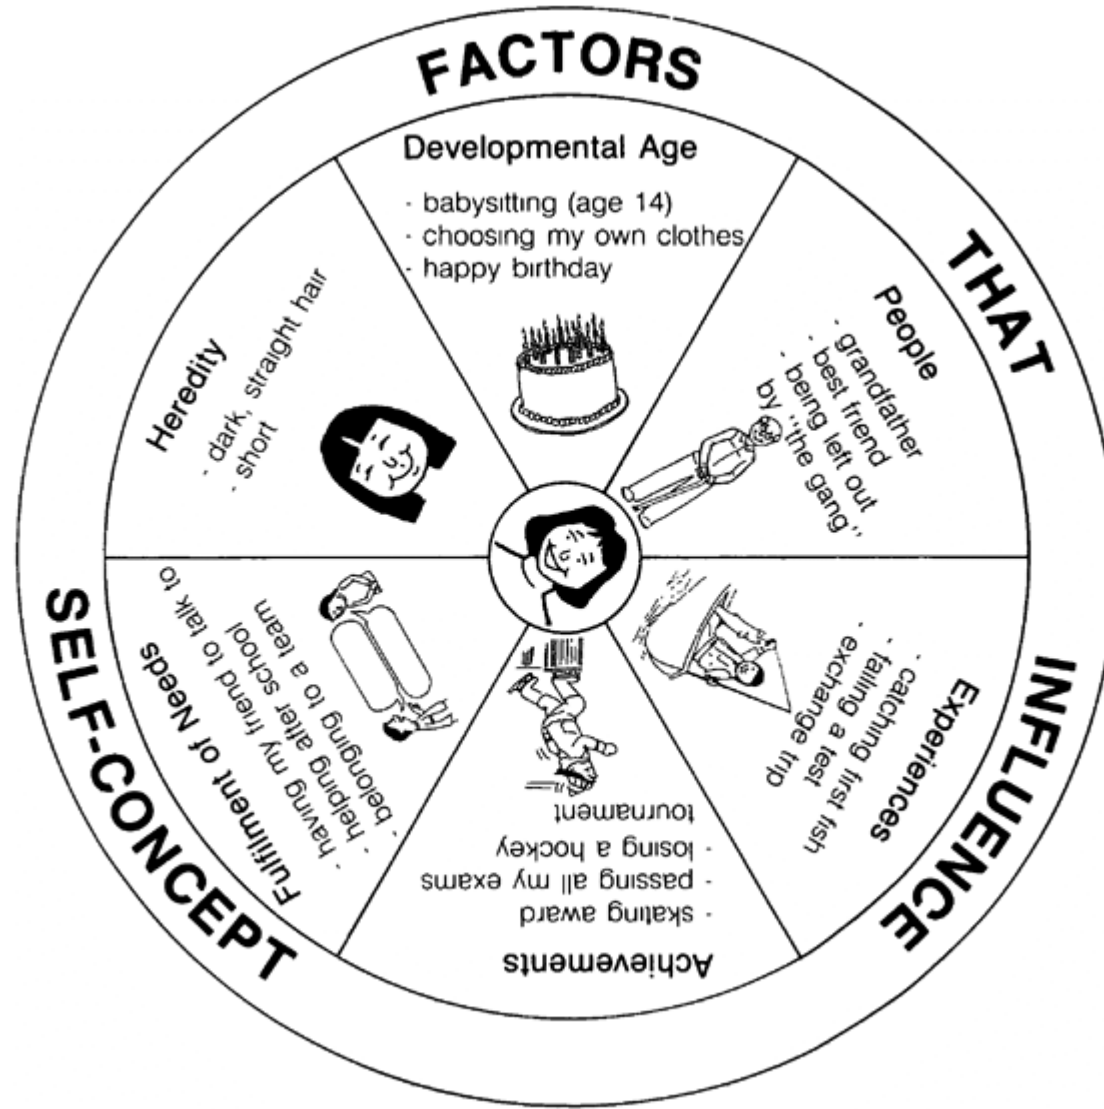 FACTORS THAT INFLUENCE SELF-CONCEPT
Developmental Age
· babysitting (age 14)
· choosing my own clothes
· happy birthday
People
· grandfather
· best friend
· being left out
by "the gang"
Experiences
· catching first fish
· failing a test
· exchange trip
Achievements
· skating award
· passing all my exams
· losing a hockey
tournament
Fulfilment of Needs
· having my friend to talk to
· helping after school
· belonging to a team
Heredity
· dark, straight hair
· short